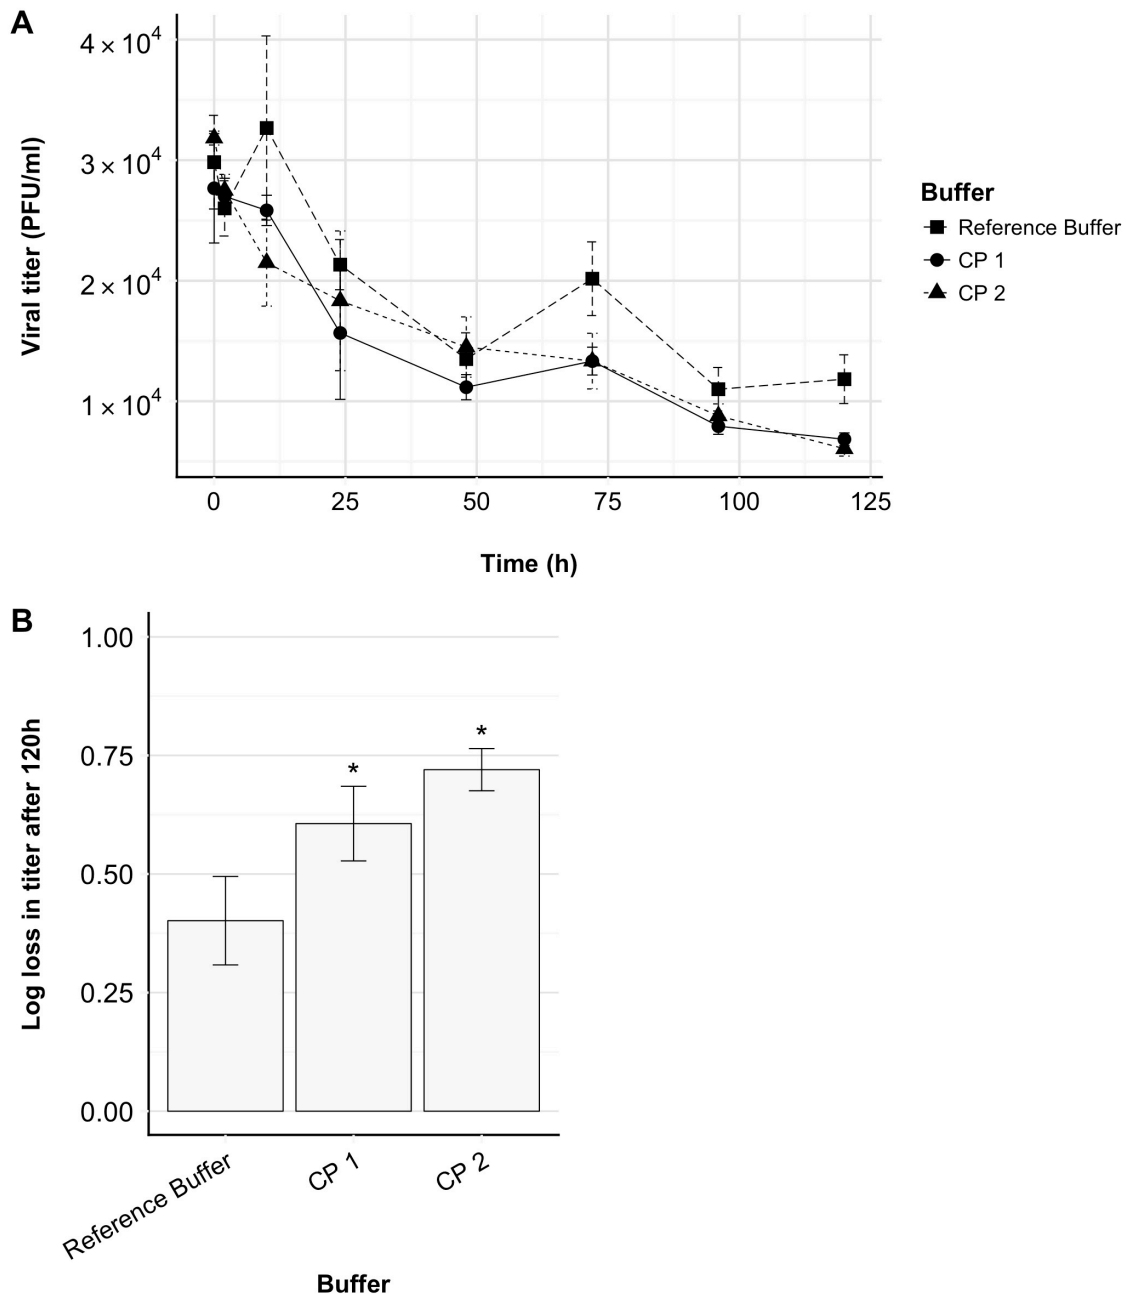 A
4 × 10⁴
3 × 10⁴
2 × 10⁴
1 × 10⁴
Viral titer (PFU/ml)
0 25 50 75 100 125
Time (h)
Buffer
Reference Buffer
CP 1
CP 2
B
1.00
0.75
0.50
0.25
0.00
Log loss in titer after 120h
*
*
Reference Buffer CP 1 CP 2
Buffer